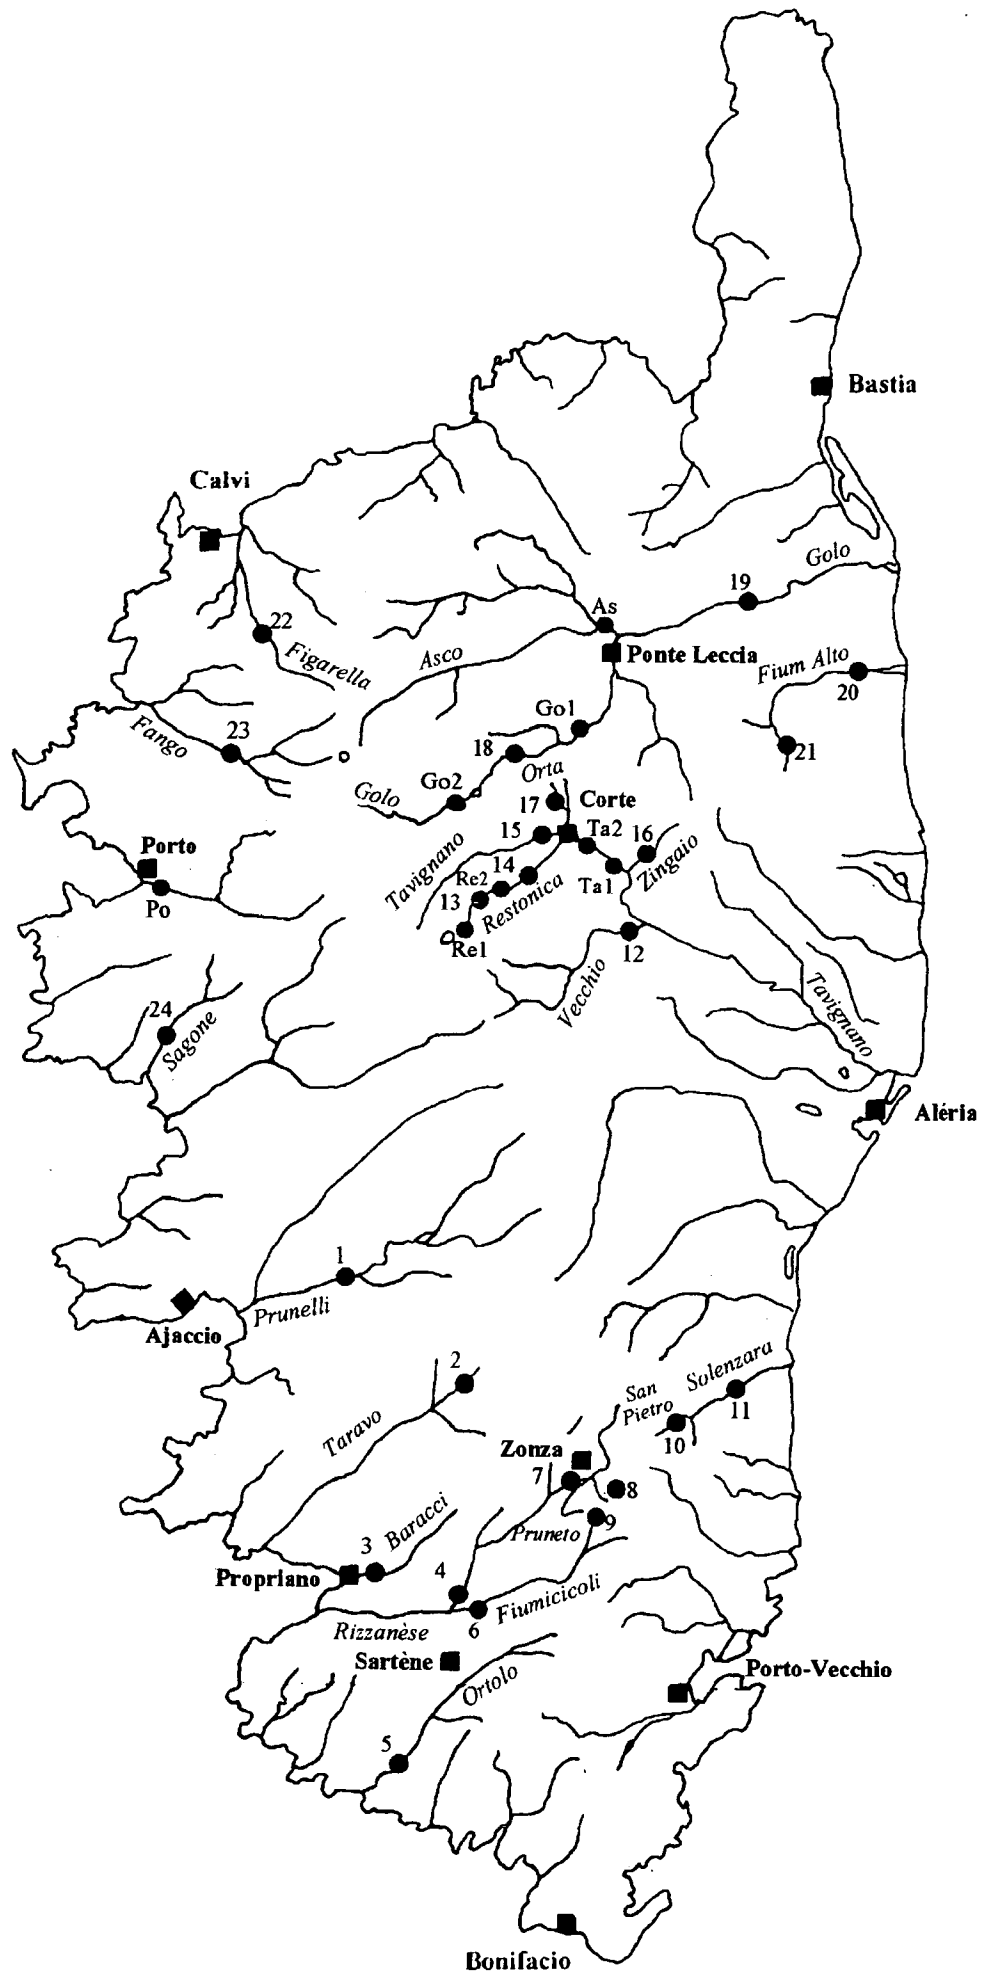 Bastia
Calvi
Golo
19
As
22
Figarella
Asco
Ponte Leccia
Fium Alto
20
Fango
23
Go1
18
21
Orta
Go2
Golo
17
Corte
15
Ta2
16
Zingaio
Porto
Tavignano
14
Re2
Ta1
Po
13
Restonica
Re1
12
Vecchio
Tavignano
24
Sagone
Aléria
1
Prunelli
Ajaccio
2
San
Pietro
Solenzara
11
Taravo
10
Zonza
7
8
Baracci
Pruneto
9
3
Propriano
4
Fiumicicoli
6
Rizzanèse
Sartène
Ortolo
Porto-Vecchio
5
Bonifacio